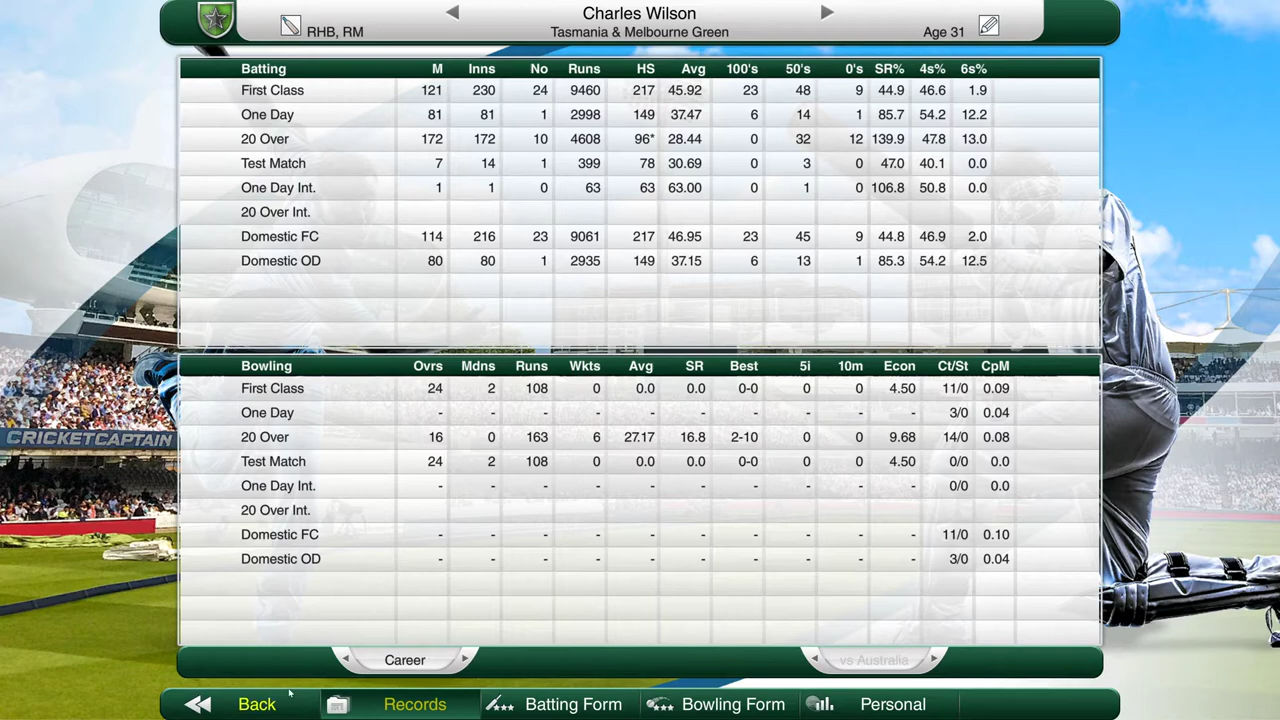 Charles Wilson
RHB, RM Tasmania & Melbourne Green Age 31
Batting M Inns No Runs HS Avg 100's 50's 0's SR% 4s% 6s%
First Class 121 230 24 9460 217 45.92 23 48 9 44.9 46.6 1.9
One Day 81 81 1 2998 149 37.47 6 14 1 85.7 54.2 12.2
20 Over 172 172 10 4608 96* 28.44 0 32 12 139.9 47.8 13.0
Test Match 7 14 1 399 78 30.69 0 3 0 47.0 40.1 0.0
One Day Int. 1 1 0 63 63 63.00 0 1 0 106.8 50.8 0.0
20 Over Int.
Domestic FC 114 216 23 9061 217 46.95 23 45 9 44.8 46.9 2.0
Domestic OD 80 80 1 2935 149 37.15 6 13 1 85.3 54.2 12.5
Bowling Ovrs Mdns Runs Wkts Avg SR Best 5i 10m Econ Ct/St CpM
First Class 24 2 108 0 0.0 0.0 0-0 0 0 4.50 11/0 0.09
One Day - - - - - - - - - - 3/0 0.04
20 Over 16 0 163 6 27.17 16.8 2-10 0 0 9.68 14/0 0.08
Test Match 24 2 108 0 0.0 0.0 0-0 0 0 4.50 0/0 0.0
One Day Int. - - - - - - - - - - 0/0 0.0
20 Over Int.
Domestic FC - - - - - - - - - - 11/0 0.10
Domestic OD - - - - - - - - - - 3/0 0.04
CRICKETCAPTAIN
Career vs Australia
Back Records Batting Form Bowling Form Personal